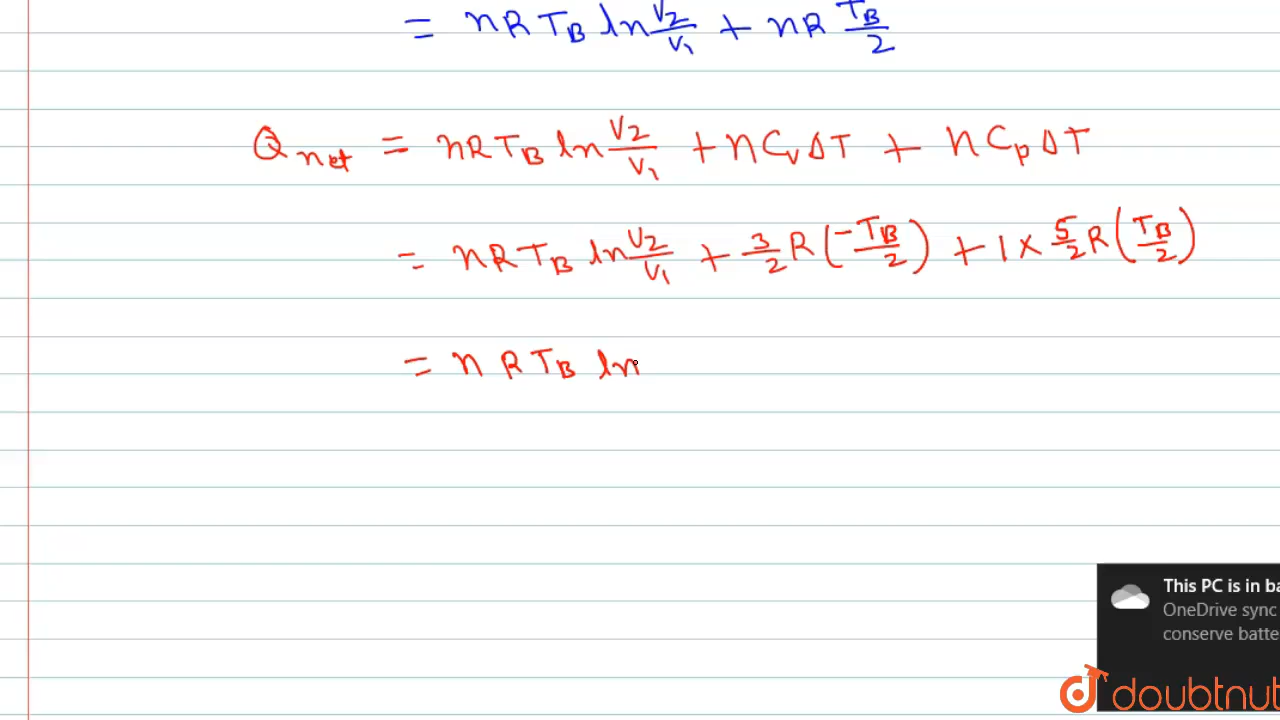 = nRT_B ln V2/V1 + nR T_B/2
Q net = nRT_B ln V2/V1 + nC_vΔT + nC_pΔT
= nRT_B ln V2/V1 + 3/2 R (-T_B/2) + 1 × 5/2 R (T_B/2)
= nRT_B ln
This PC is in ba
OneDrive sync
conserve batte
doubtnut